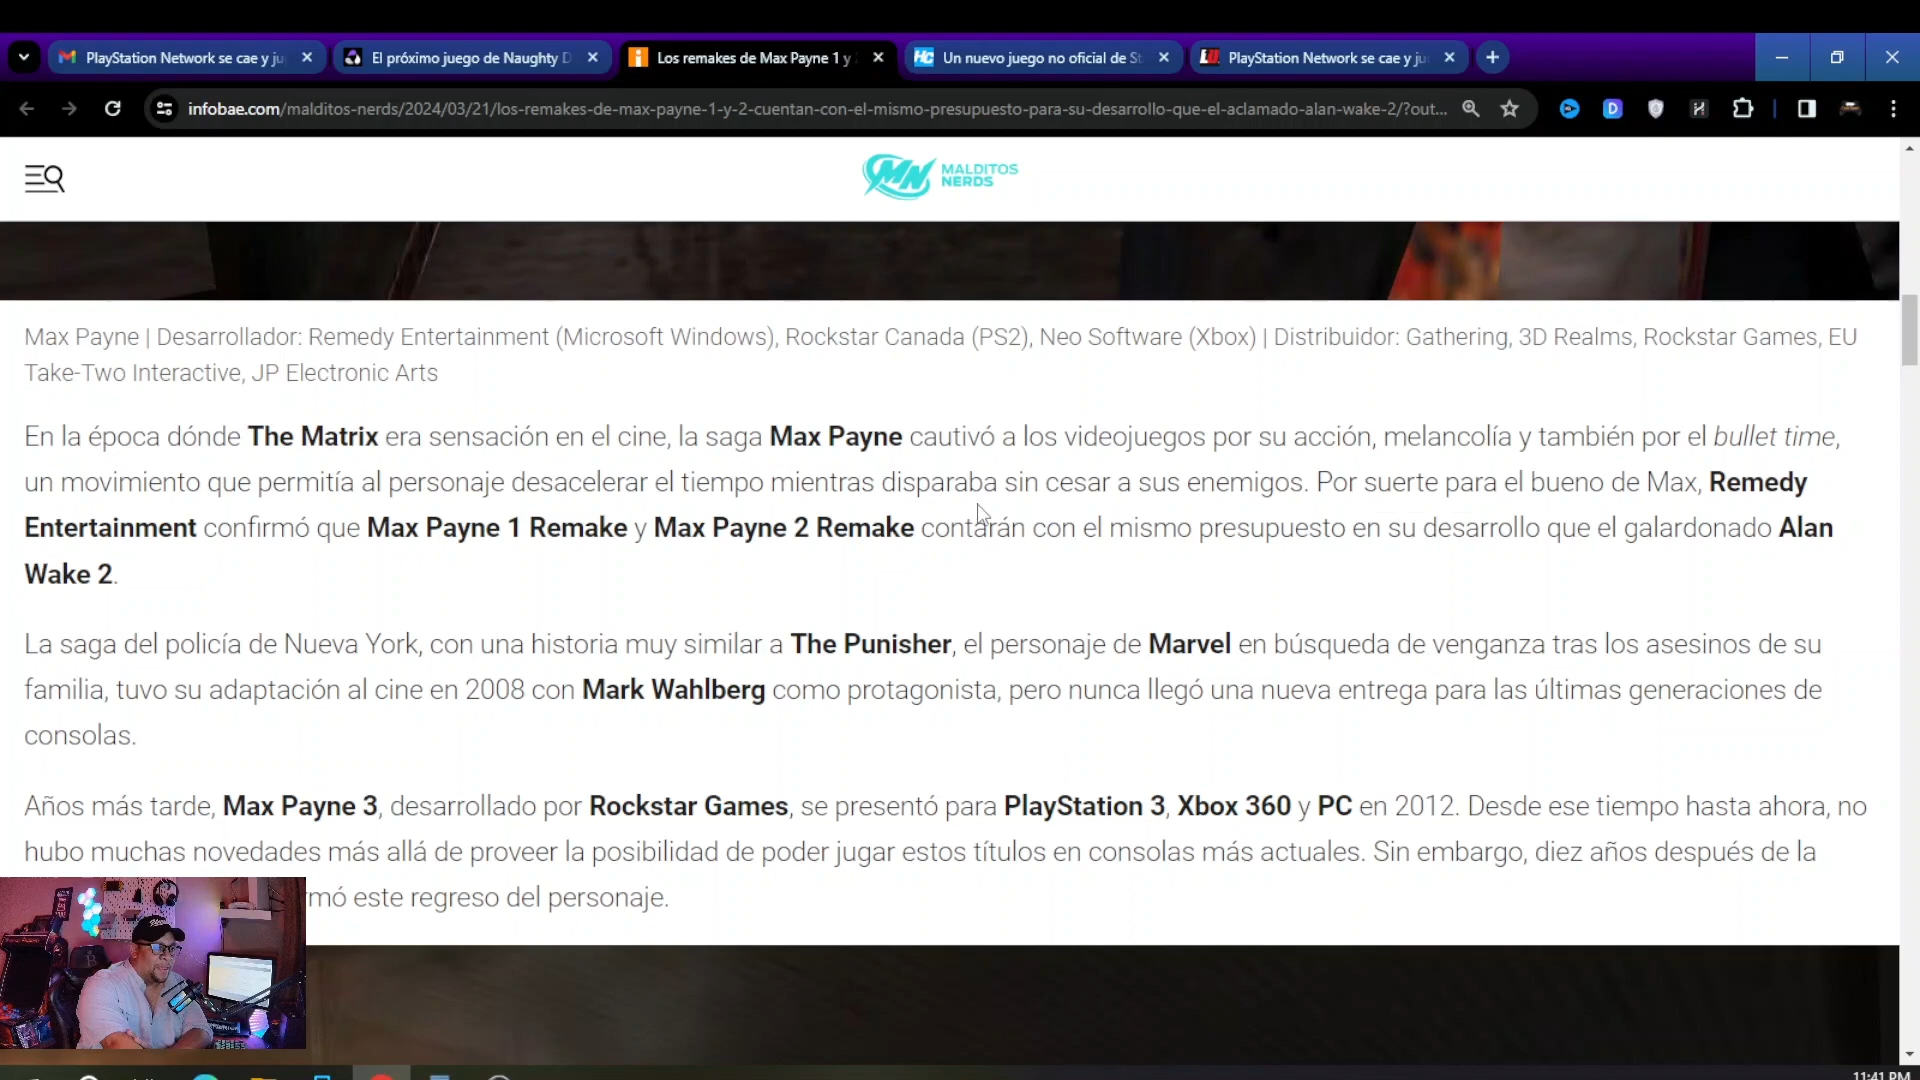 PlayStation Network se cae y ju
El próximo juego de Naughty D
Los remakes de Max Payne 1 y
Un nuevo juego no oficial de St
PlayStation Network se cae y ju
infobae.com/malditos-nerds/2024/03/21/los-remakes-de-max-payne-1-y-2-cuentan-con-el-mismo-presupuesto-para-su-desarrollo-que-el-aclamado-alan-wake-2/?out...
MN MALDITOS
NERDS
Max Payne | Desarrollador: Remedy Entertainment (Microsoft Windows), Rockstar Canada (PS2), Neo Software (Xbox) | Distribuidor: Gathering, 3D Realms, Rockstar Games, EU
Take-Two Interactive, JP Electronic Arts
En la época dónde The Matrix era sensación en el cine, la saga Max Payne cautivó a los videojuegos por su acción, melancolía y también por el bullet time,
un movimiento que permitía al personaje desacelerar el tiempo mientras disparaba sin cesar a sus enemigos. Por suerte para el bueno de Max, Remedy
Entertainment confirmó que Max Payne 1 Remake y Max Payne 2 Remake contarán con el mismo presupuesto en su desarrollo que el galardonado Alan
Wake 2.
La saga del policía de Nueva York, con una historia muy similar a The Punisher, el personaje de Marvel en búsqueda de venganza tras los asesinos de su
familia, tuvo su adaptación al cine en 2008 con Mark Wahlberg como protagonista, pero nunca llegó una nueva entrega para las últimas generaciones de
consolas.
Años más tarde, Max Payne 3, desarrollado por Rockstar Games, se presentó para PlayStation 3, Xbox 360 y PC en 2012. Desde ese tiempo hasta ahora, no
hubo muchas novedades más allá de proveer la posibilidad de poder jugar estos títulos en consolas más actuales. Sin embargo, diez años después de la
rmó este regreso del personaje.
11:41 PM